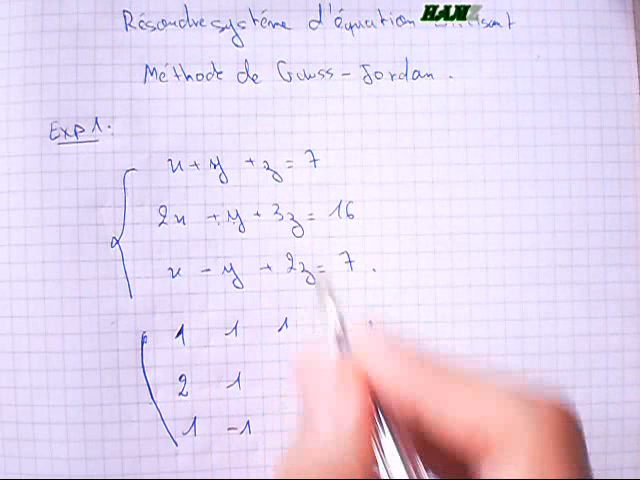 Résoudre systéme d'équation
Méthode de Gauss-Jordan.
Exp 1:
x + y + z = 7
2x + y + 3z = 16
x - y + 2z = 7.
1 1 1
2 1
1 -1